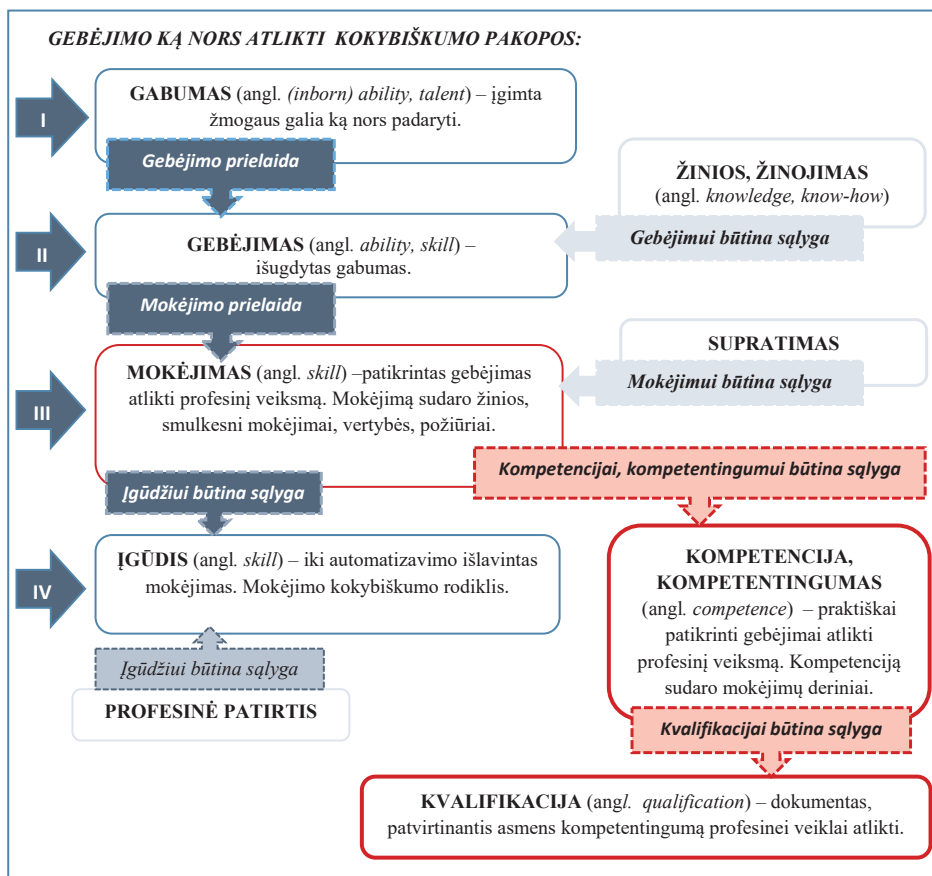 GEBĖJIMO KĄ NORS ATLIKTI KOKYBIŠKUMO PAKOPOS:
I
GABUMAS (angl. (inborn) ability, talent) – įgimta
žmogaus galia ką nors padaryti.
Gebėjimo prielaida
ŽINIOS, ŽINOJIMAS
(angl. knowledge, know-how)
Gebėjimui būtina sąlyga
II
GEBĖJIMAS (angl. ability, skill) –
išugdytas gabumas.
Mokėjimo prielaida
SUPRATIMAS
Mokėjimui būtina sąlyga
III
MOKĖJIMAS (angl. skill) –patikrintas gebėjimas
atlikti profesinį veiksmą. Mokėjimą sudaro žinios,
smulkesni mokėjimai, vertybės, požiūriai.
Kompetencijai, kompetentingumui būtina sąlyga
Įgūdžiui būtina sąlyga
IV
ĮGŪDIS (angl. skill) – iki automatizavimo išlavintas
mokėjimas. Mokėjimo kokybiškumo rodiklis.
Įgūdžiui būtina sąlyga
PROFESINĖ PATIRTIS
KOMPETENCIJA,
KOMPETENTINGUMAS
(angl. competence) – praktiškai
patikrinti gebėjimai atlikti
profesinį veiksmą. Kompetenciją
sudaro mokėjimų deriniai.
Kvalifikacijai būtina sąlyga
KVALIFIKACIJA (angl. qualification) – dokumentas,
patvirtinantis asmens kompetentingumą profesinei veiklai atlikti.